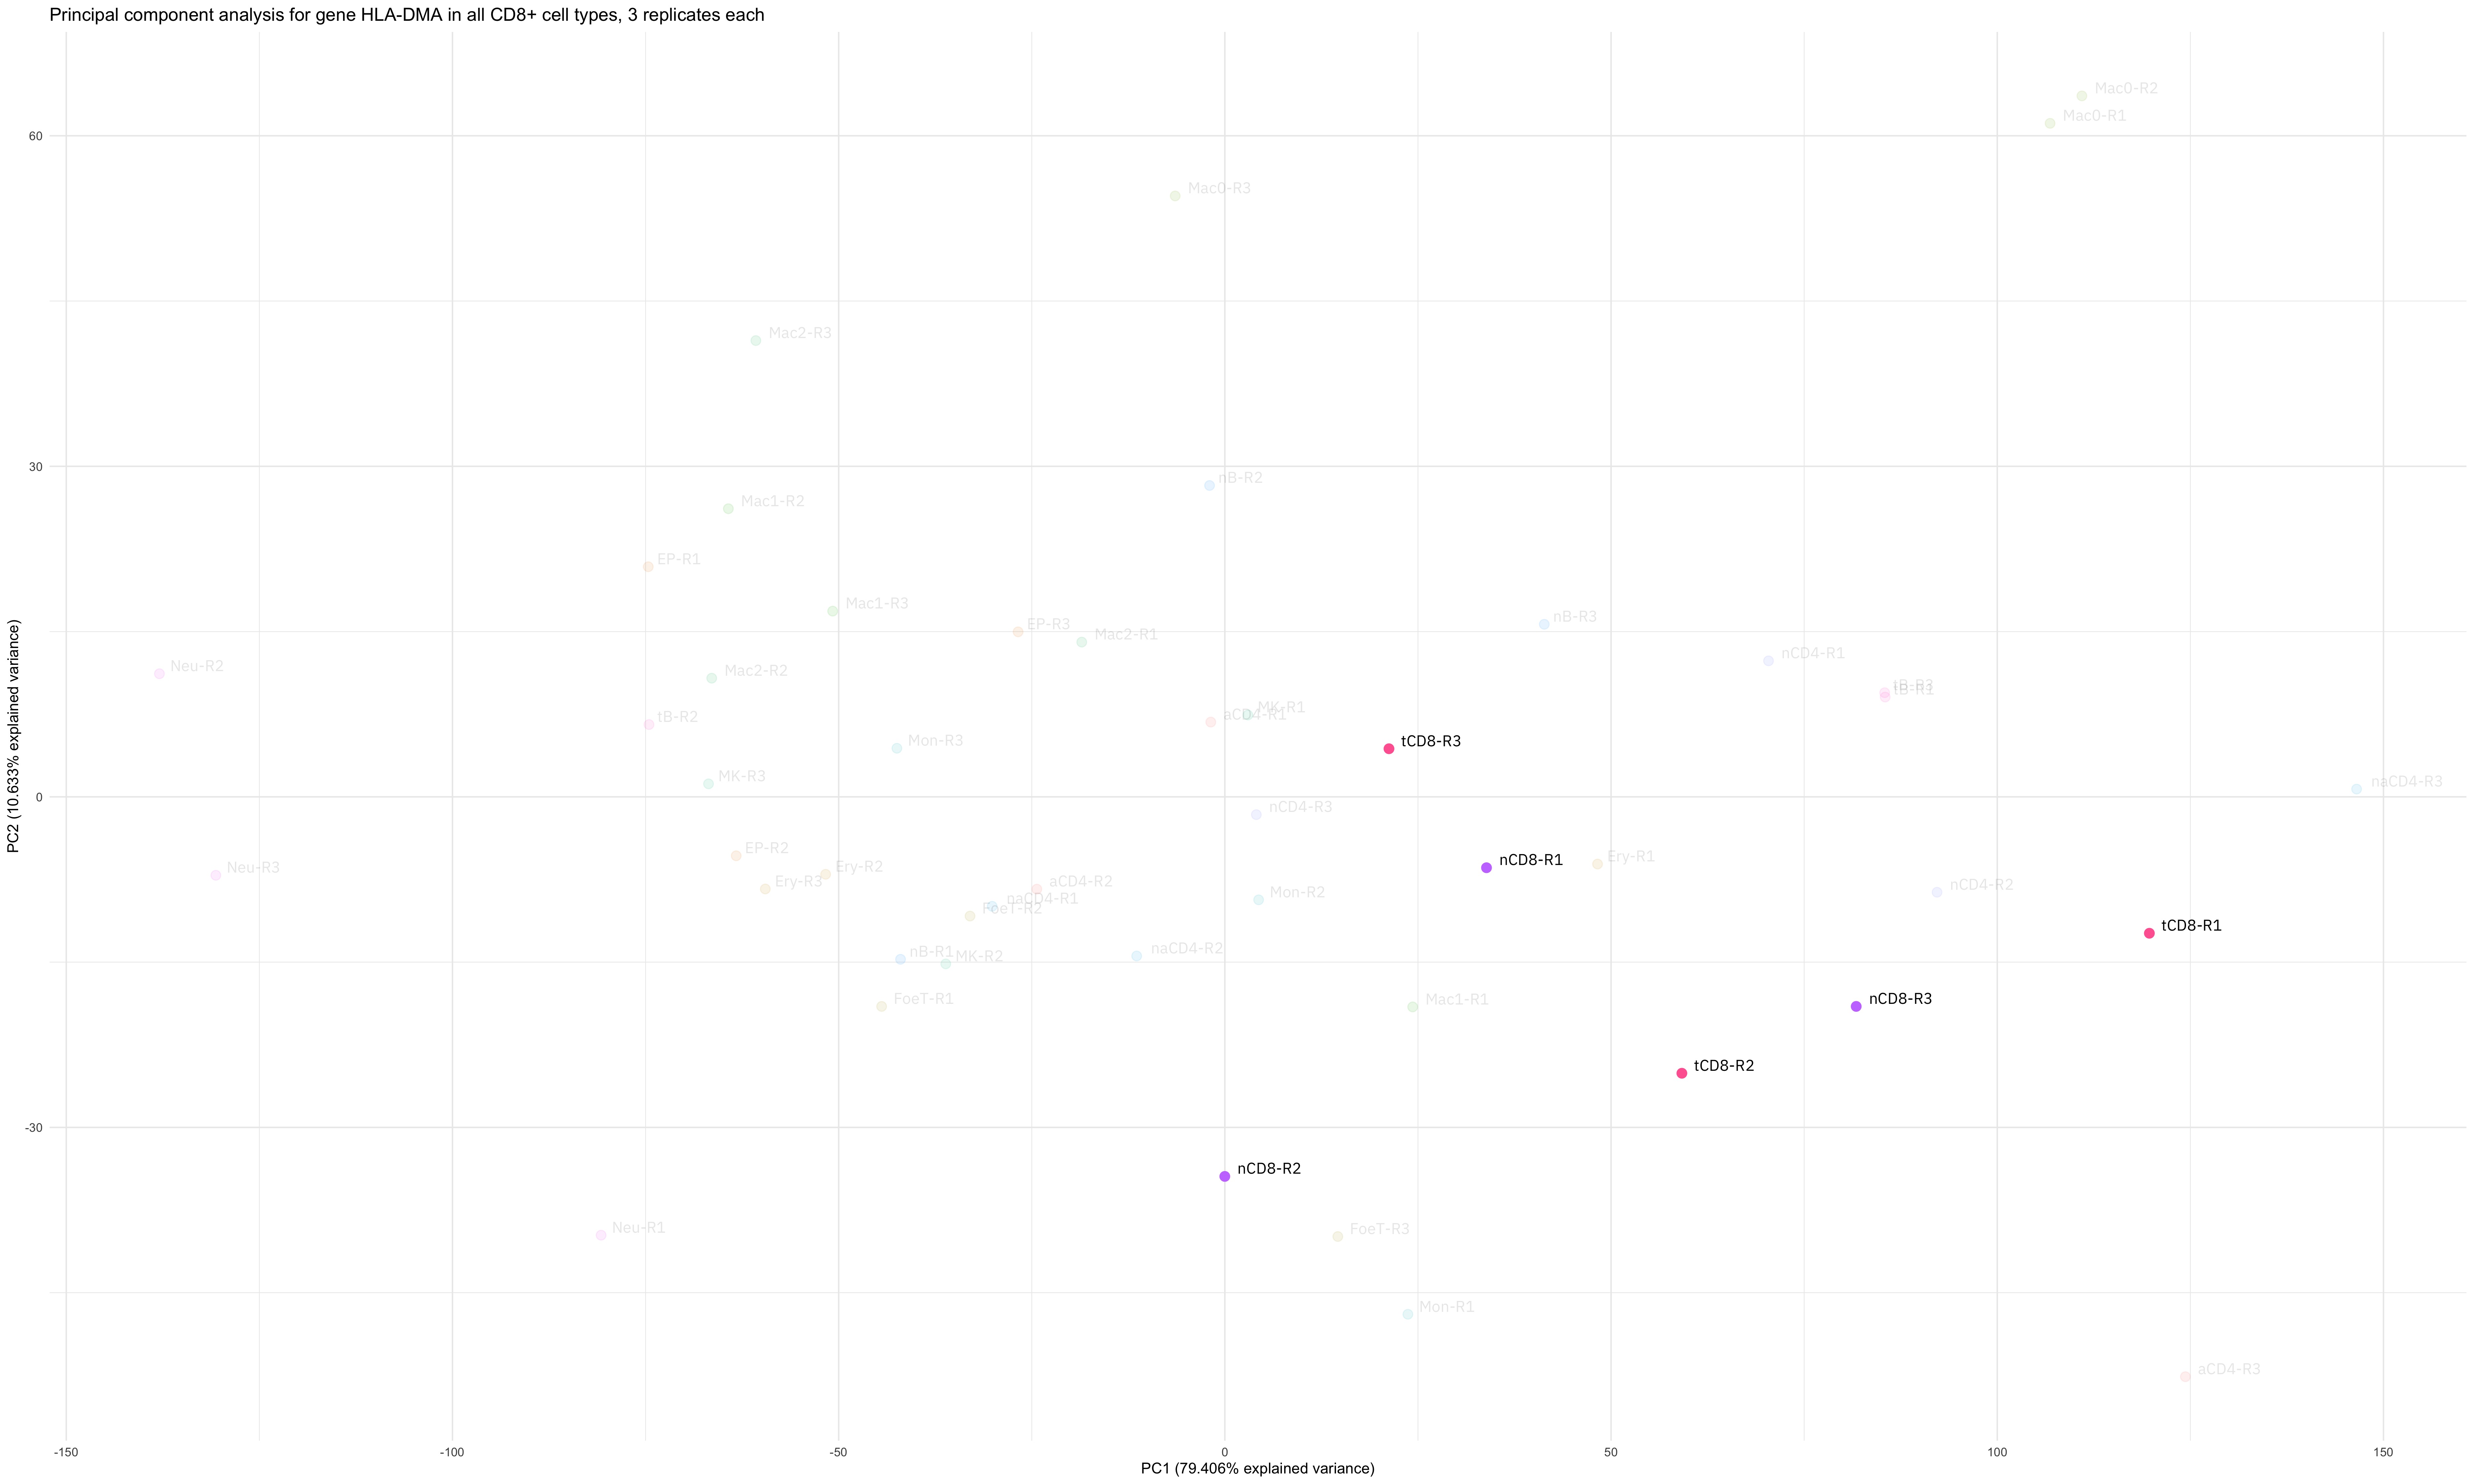 Principal component analysis for gene HLA-DMA in all CD8+ cell types, 3 replicates each
Mac0-R2
Mac0-R1
60
Mac0-R3
Mac2-R3
30
nB-R2
Mac1-R2
EP-R1
Mac1-R3
EP-R3
nB-R3
Mac2-R1
nCD4-R1
Neu-R2
Mac2-R2
tB-R3
tB-R1
tB-R2
MK-R1
aCD4-R1
Mon-R3
tCD8-R3
MK-R3
naCD4-R3
0
nCD4-R3
EP-R2
Ery-R1
nCD8-R1
Ery-R2
Neu-R3
Ery-R3
aCD4-R2
nCD4-R2
Mon-R2
naCD4-R1
FoeT-R2
tCD8-R1
naCD4-R2
nB-R1
MK-R2
nCD8-R3
FoeT-R1
Mac1-R1
tCD8-R2
-30
nCD8-R2
Neu-R1
FoeT-R3
Mon-R1
aCD4-R3
PC2 (10.633% explained variance)
-150
-100
-50
0
50
100
150
PC1 (79.406% explained variance)